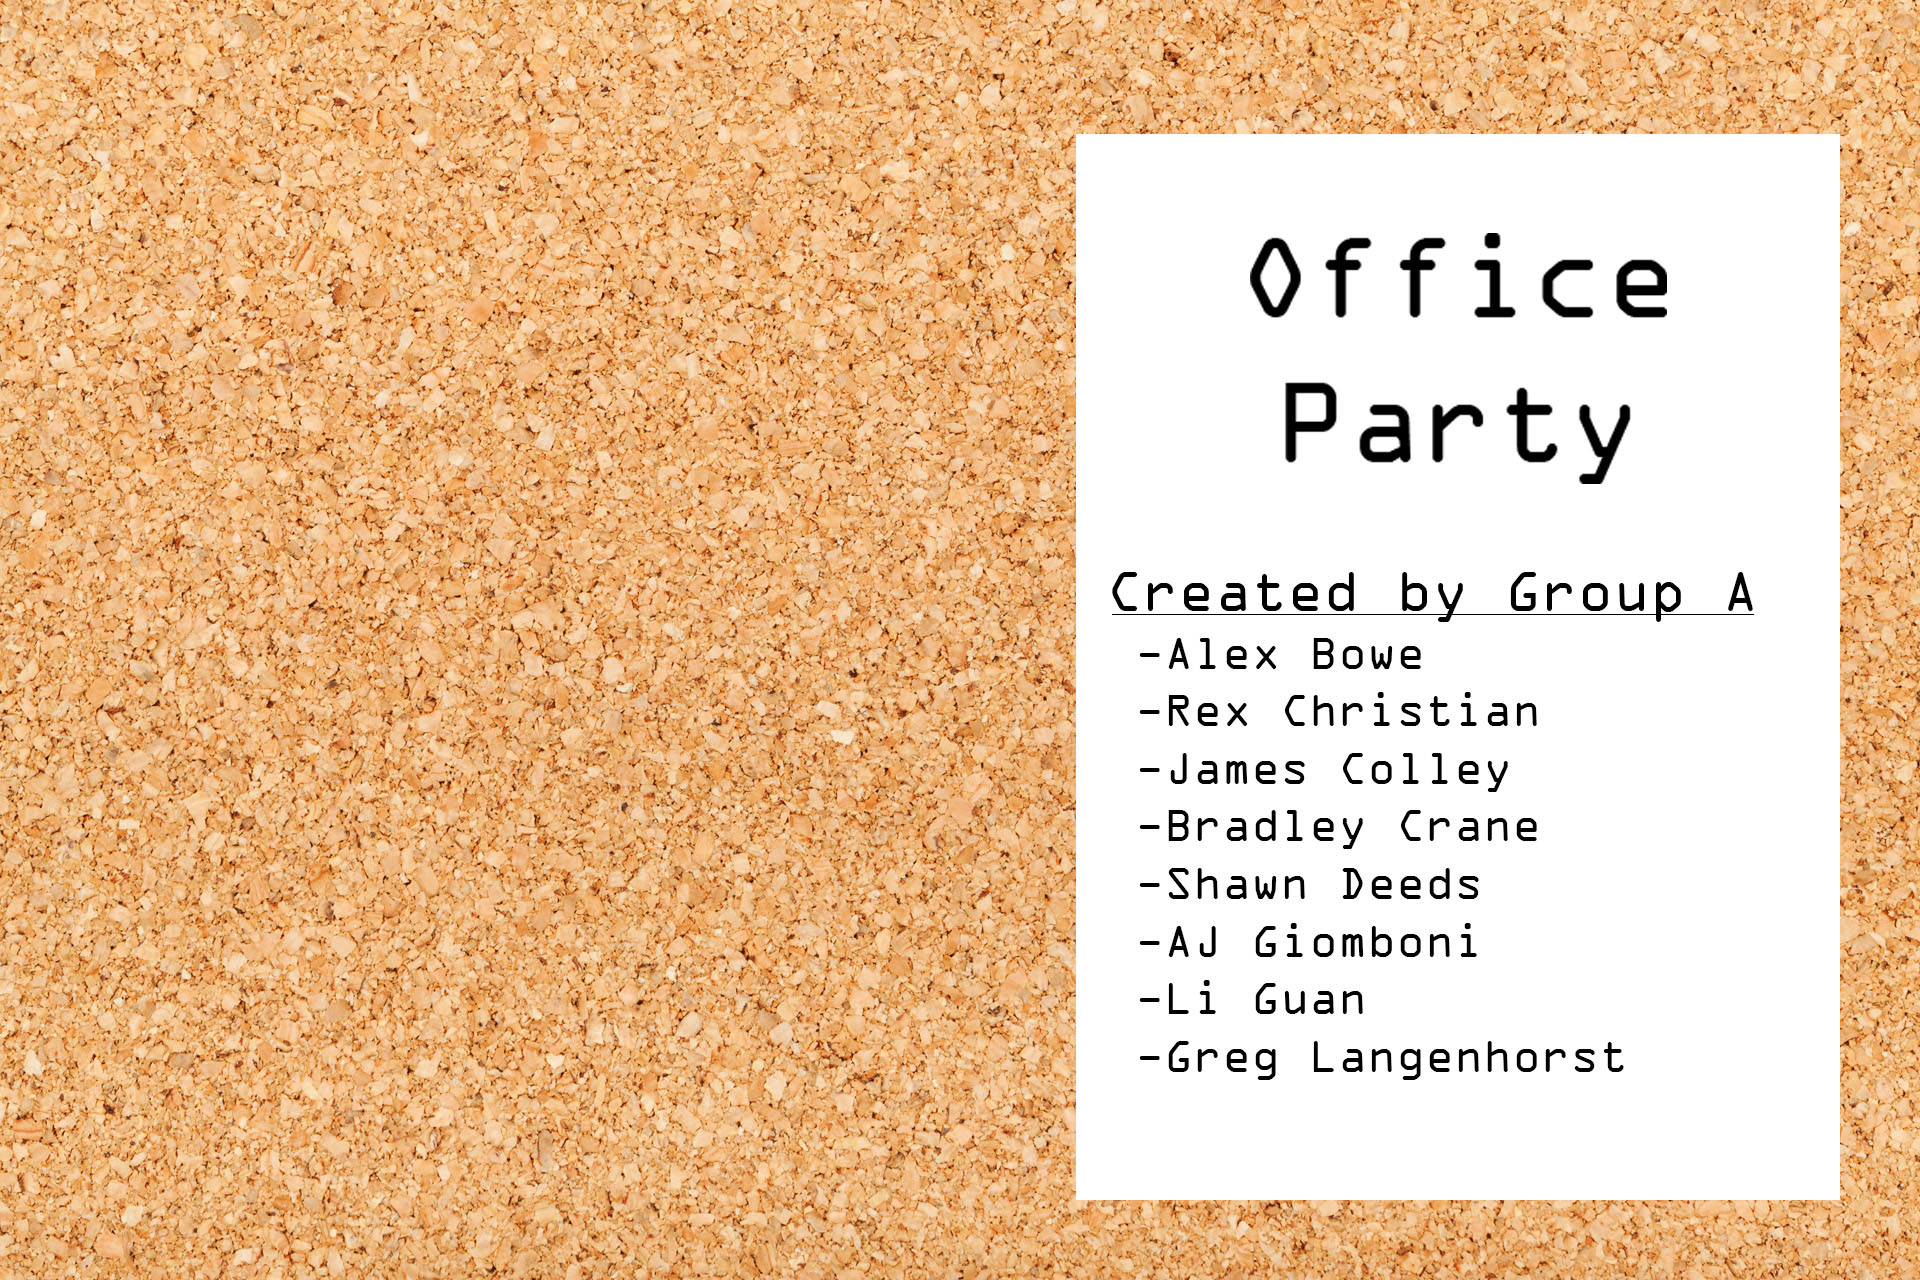 Office
Party
Created by Group A
-Alex Bowe
-Rex Christian
-James Colley
-Bradley Crane
-Shawn Deeds
-AJ Giomboni
-Li Guan
-Greg Langenhorst